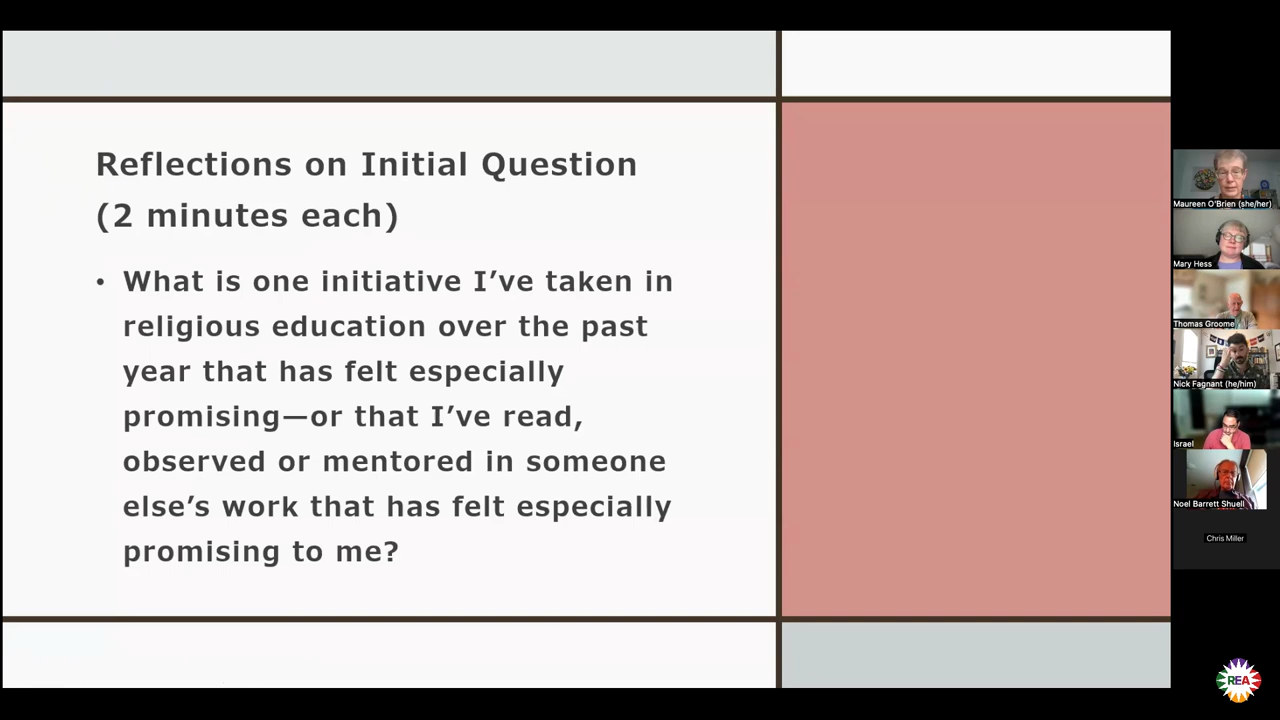 Reflections on Initial Question
(2 minutes each)
• What is one initiative I’ve taken in
religious education over the past
year that has felt especially
promising—or that I’ve read,
observed or mentored in someone
else’s work that has felt especially
promising to me?
Maureen O'Brien (she/her)
Mary Hess
Thomas Groome
Nick Fagnant (he/him)
Israel
Noel Barrett Shuell
Chris Miller
REA